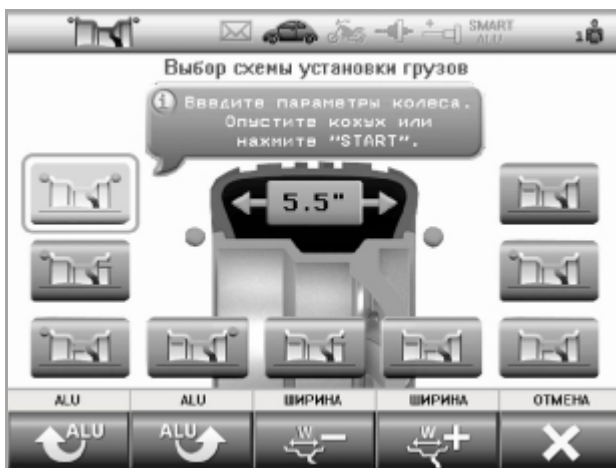 SMART
ALU
1
Выбор схемы установки грузов
Введите параметры колеса.
Опустите кожух или
нажмите "START".
5.5"
ALU
ALU
ШИРИНА
ШИРИНА
ОТМЕНА
ALU
ALU
W
W